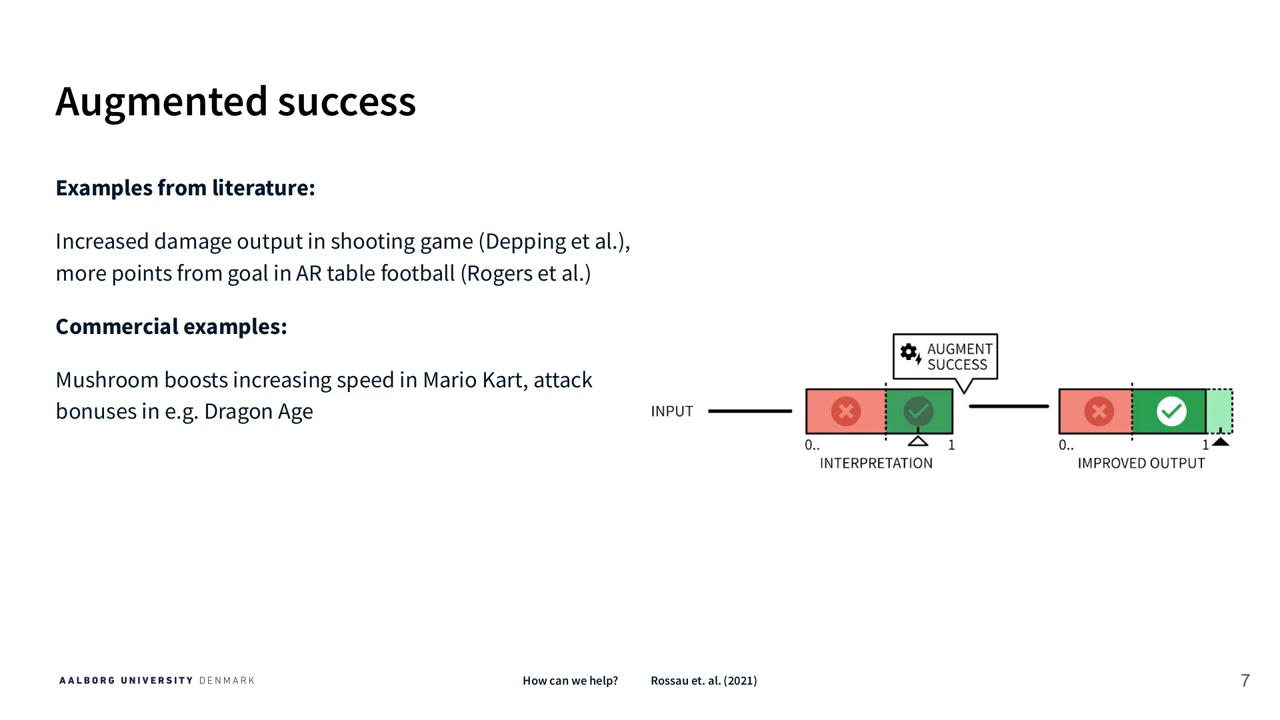 Augmented success
Examples from literature:
Increased damage output in shooting game (Depping et al.),
more points from goal in AR table football (Rogers et al.)
Commercial examples:
Mushroom boosts increasing speed in Mario Kart, attack
bonuses in e.g. Dragon Age
AUGMENT
SUCCESS
INPUT
0.. 1
INTERPRETATION
0.. 1
IMPROVED OUTPUT
AALBORG UNIVERSITY DENMARK
How can we help? Rossau et. al. (2021)
7